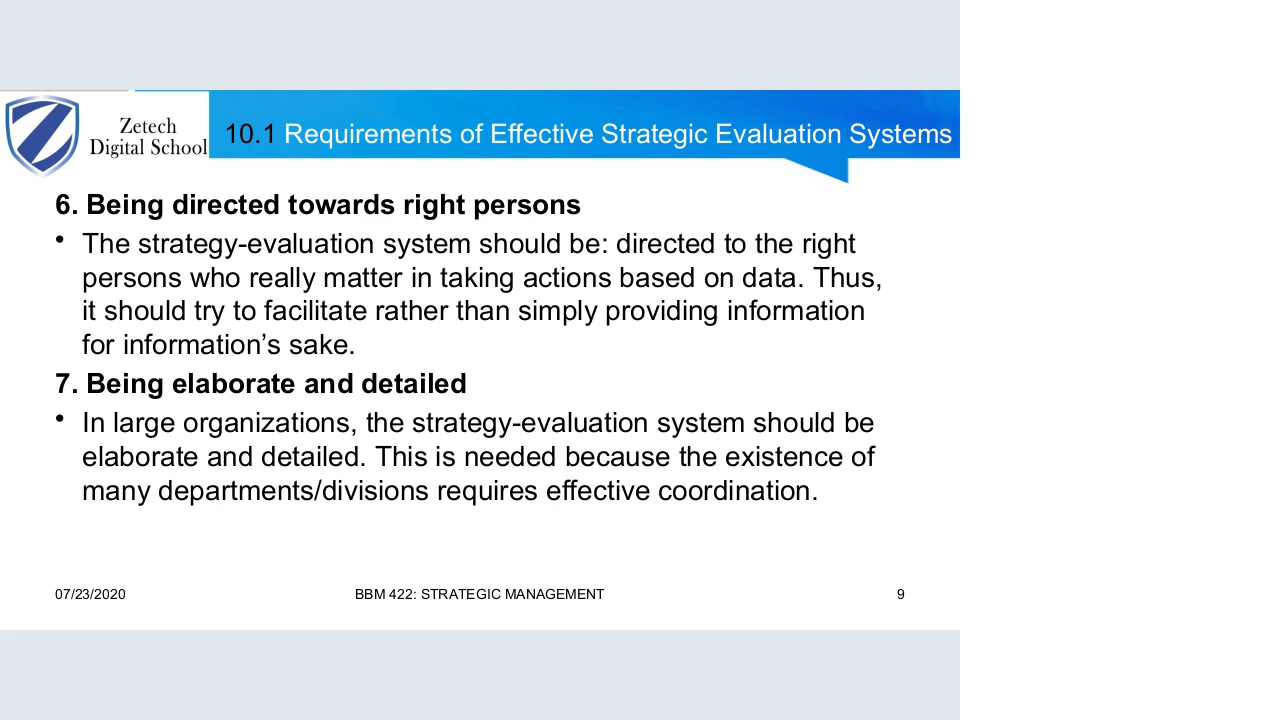 Zetech
Digital School
10.1 Requirements of Effective Strategic Evaluation Systems
6. Being directed towards right persons
• The strategy-evaluation system should be: directed to the right
persons who really matter in taking actions based on data. Thus,
it should try to facilitate rather than simply providing information
for information’s sake.
7. Being elaborate and detailed
• In large organizations, the strategy-evaluation system should be
elaborate and detailed. This is needed because the existence of
many departments/divisions requires effective coordination.
07/23/2020
BBM 422: STRATEGIC MANAGEMENT
9